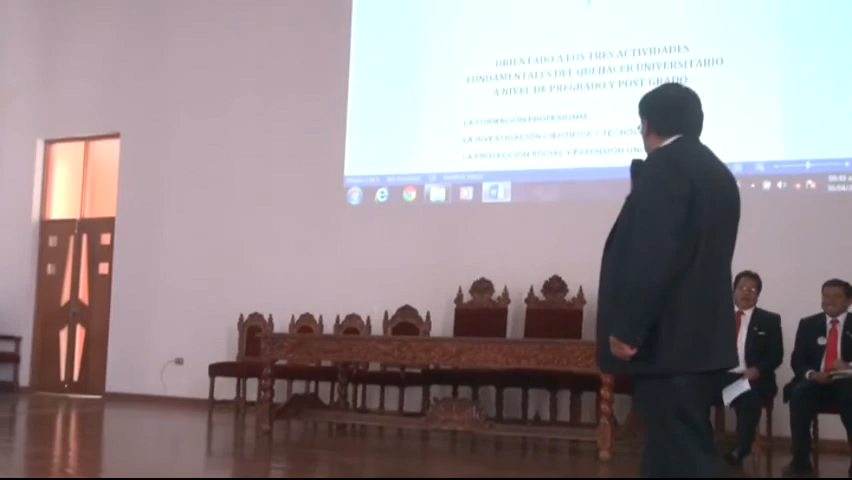 ORIENTADO A LOS TRES ACTIVIDADES
FUNDAMENTALES DEL QUEHACER UNIVERSITARIO
A NIVEL DE PREGRADO Y POST GRADO
LA FORMACIÓN PROFESIONAL
LA INVESTIGACIÓN CIENTIFICA Y
LA PROYECCIÓN SOCIAL Y EXTENSIÓN